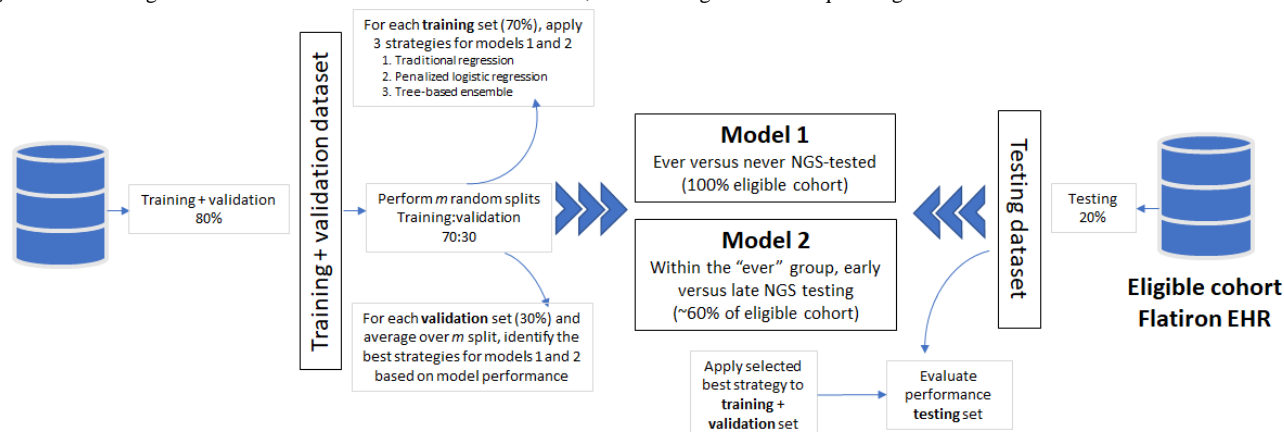 Training + validation
80%
Training + validation dataset
For each training set (70%), apply
3 strategies for models 1 and 2
1. Traditional regression
2. Penalized logistic regression
3. Tree-based ensemble
Perform m random splits
Training:validation
70:30
For each validation set (30%) and
average over m split, identify the
best strategies for models 1 and 2
based on model performance
Model 1
Ever versus never NGS-tested
(100% eligible cohort)
Model 2
Within the “ever” group, early
versus late NGS testing
(~60% of eligible cohort)
Apply selected
best strategy to
training +
validation set
Evaluate
performance
testing set
Testing dataset
Testing
20%
Eligible cohort
Flatiron EHR